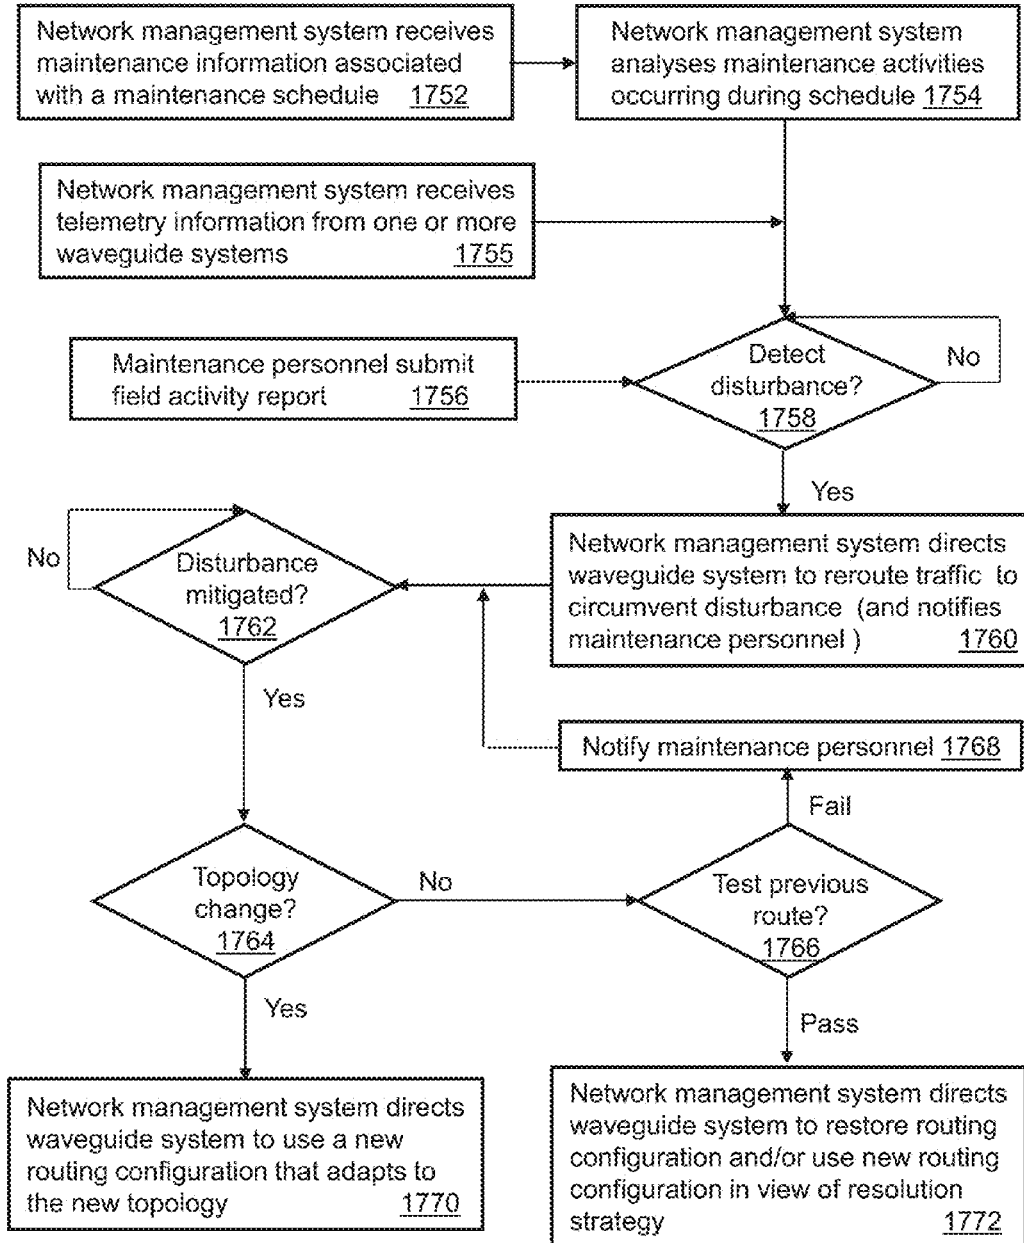 Network management system receives
maintenance information associated
with a maintenance schedule 1752
Network management system
analyses maintenance activities
occurring during schedule 1754
Network management system receives
telemetry information from one or more
waveguide systems 1755
Maintenance personnel submit
field activity report 1756
Detect
disturbance?
1758
No
Yes
Network management system directs
waveguide system to reroute traffic to
circumvent disturbance (and notifies
maintenance personnel ) 1760
Disturbance
mitigated?
1762
No
Yes
Notify maintenance personnel 1768
Fail
Topology
change?
1764
No
Test previous
route?
1766
Yes
Pass
Network management system directs
waveguide system to use a new
routing configuration that adapts to
the new topology 1770
Network management system directs
waveguide system to restore routing
configuration and/or use new routing
configuration in view of resolution
strategy 1772